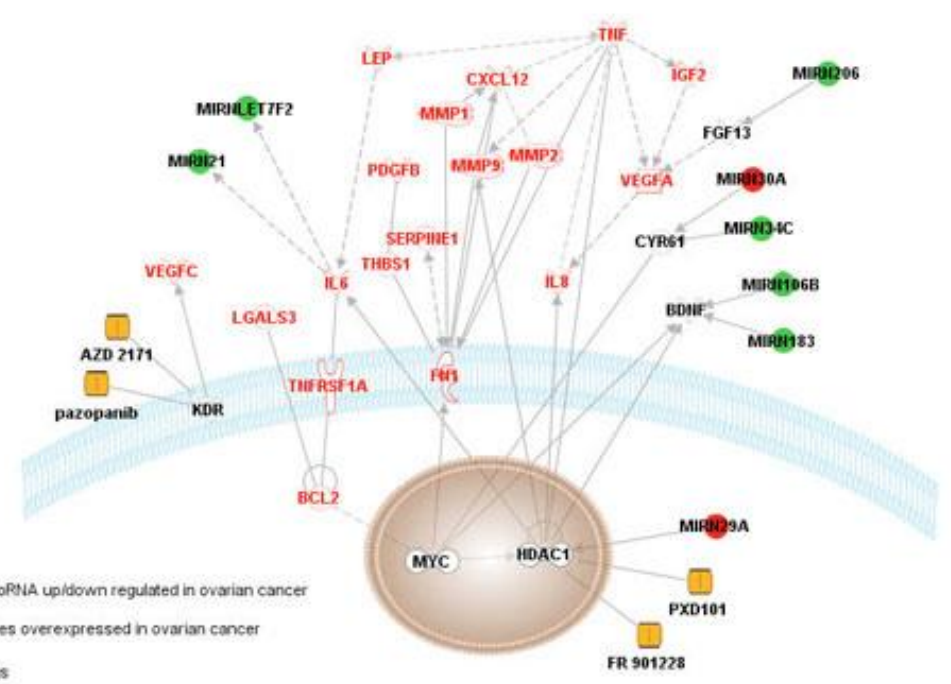 TNF
LEP
CXCL12
IGF2
MIRN206
MIRNLET7F2
MMP1
FGF13
MIRN21
PDGFB
MMP9
MMP2
VEGFA
MIRN30A
SERPINE1
CYR61
MIRN34C
VEGFC
IL6
THBS1
IL8
MIRN106B
LGALS3
BDNF
MIRN183
AZD 2171
TNFRSF1A
FN1
pazopanib
KDR
BCL2
MIRN29A
MYC
HDAC1
oRNA up/down regulated in ovarian cancer
PXD101
es overexpressed in ovarian cancer
FR 901228
s